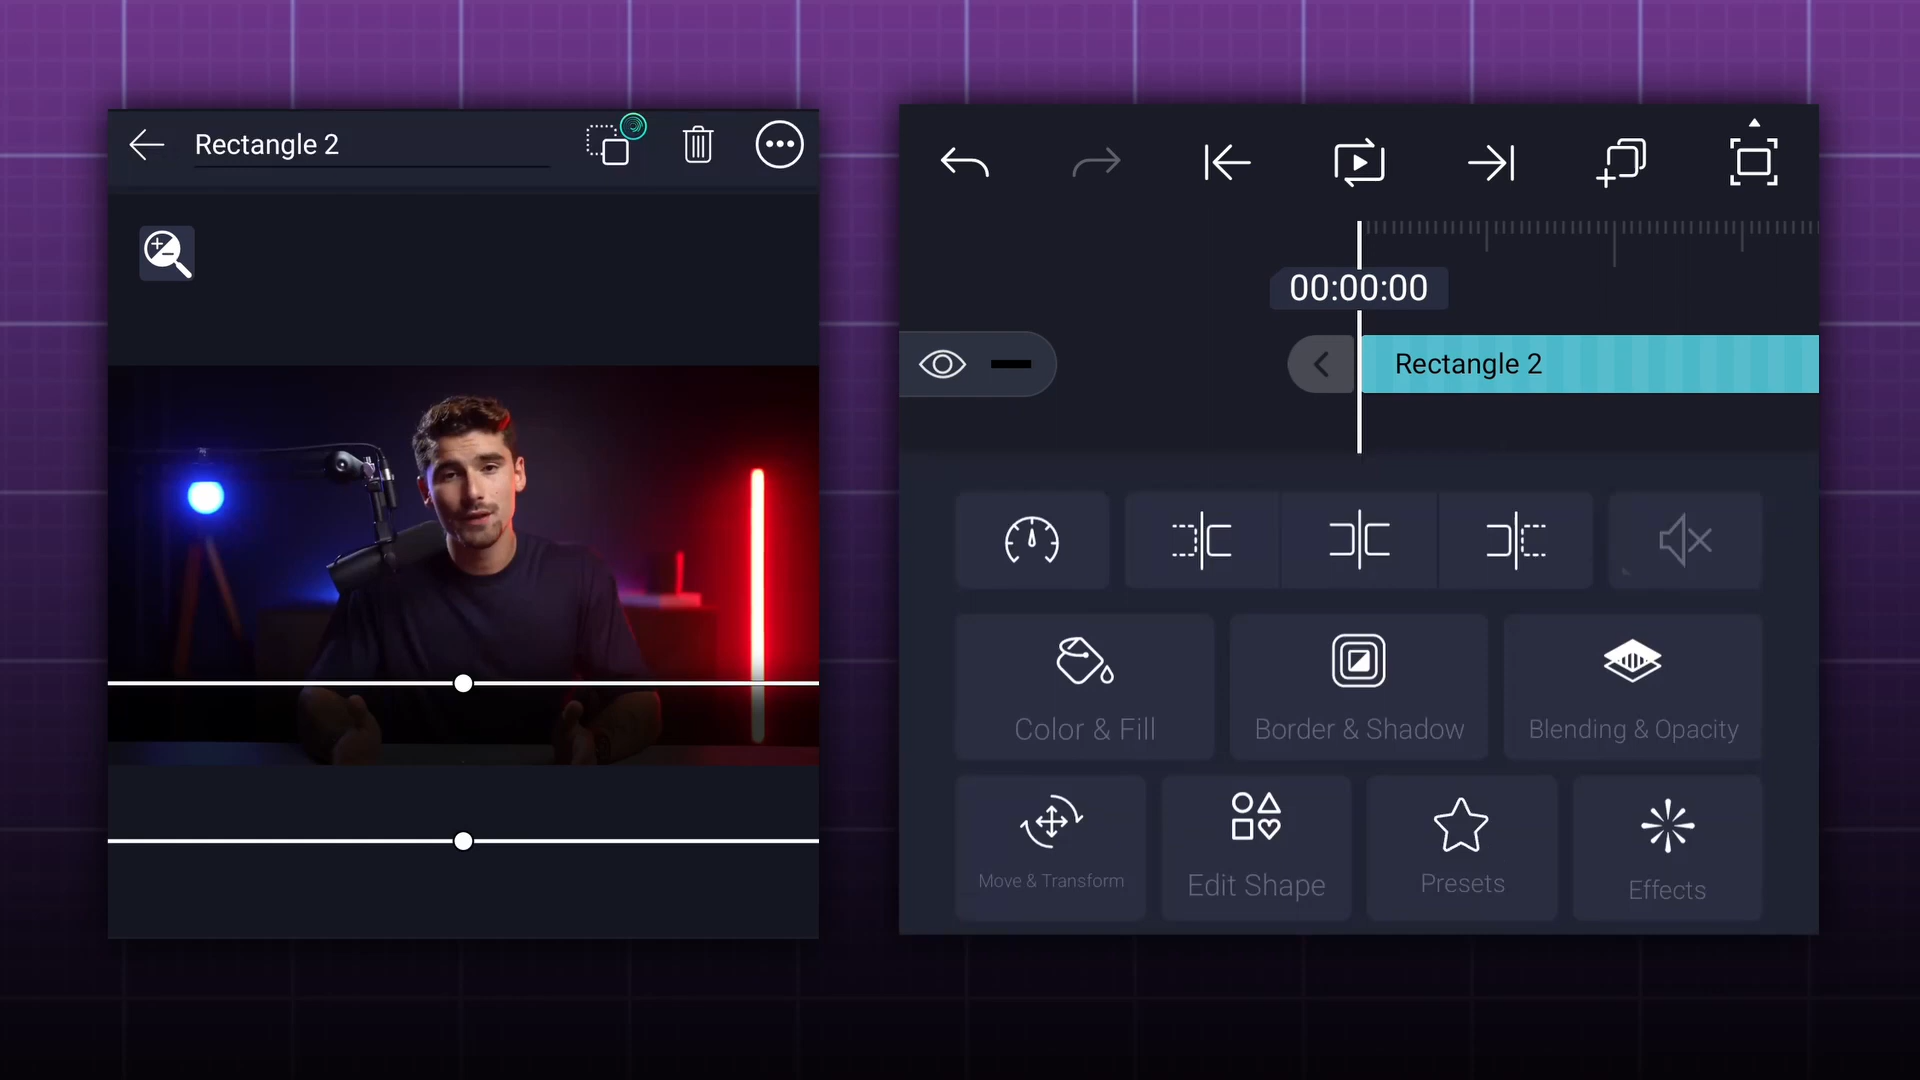 Rectangle 2
00:00:00
Rectangle 2
Color & Fill
Border & Shadow
Blending & Opacity
Move & Transform
Edit Shape
Presets
Effects